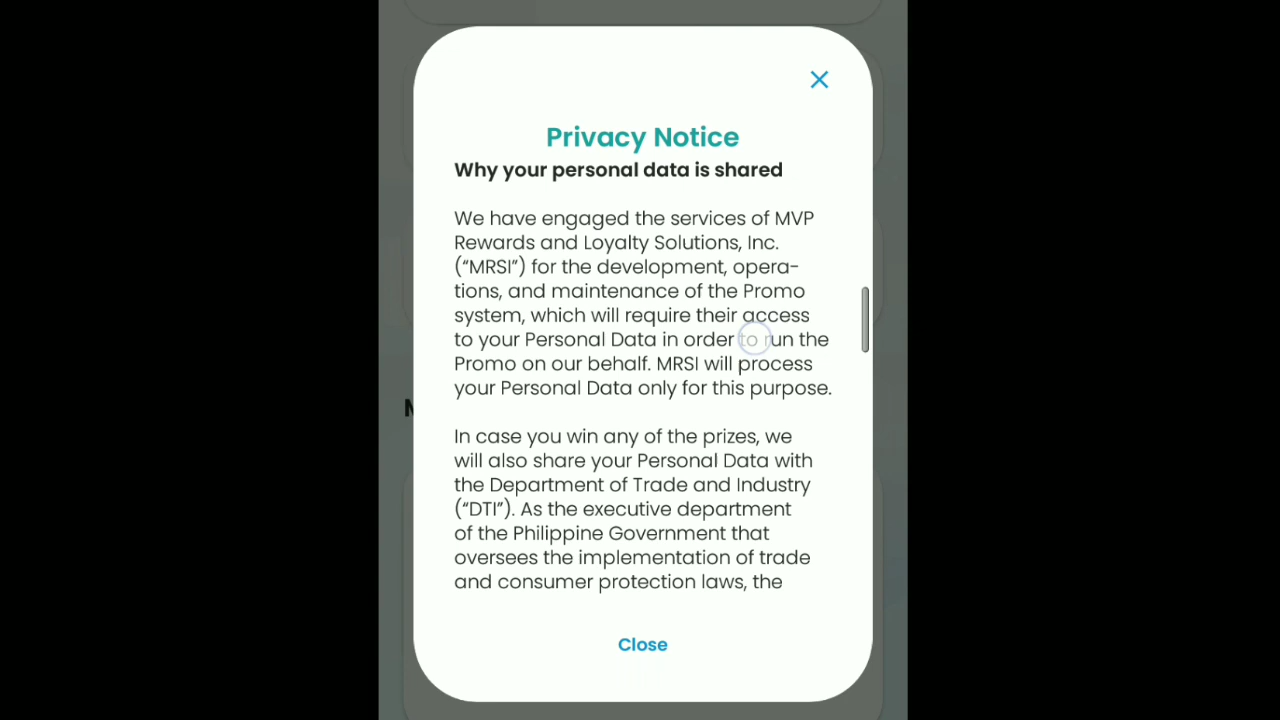 Privacy Notice
Why your personal data is shared
We have engaged the services of MVP
Rewards and Loyalty Solutions, Inc.
(“MRSI”) for the development, opera-
tions, and maintenance of the Promo
system, which will require their access
to your Personal Data in order to run the
Promo on our behalf. MRSI will process
your Personal Data only for this purpose.
In case you win any of the prizes, we
will also share your Personal Data with
the Department of Trade and Industry
(“DTI”). As the executive department
of the Philippine Government that
oversees the implementation of trade
and consumer protection laws, the
Close